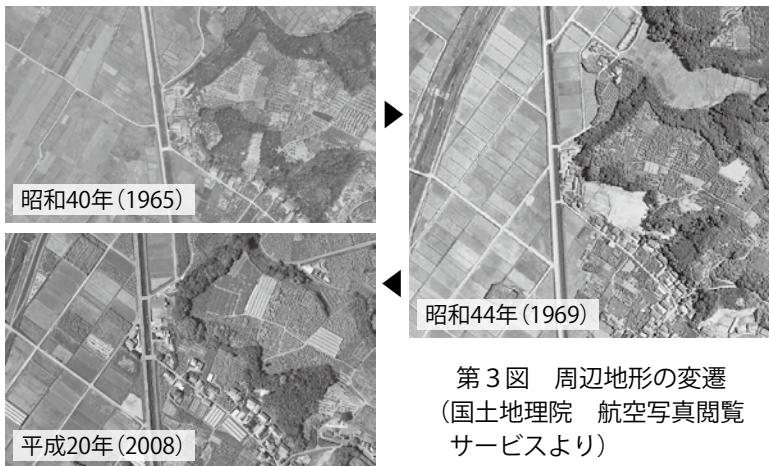 昭和40年(1965)
昭和44年(1969)
平成20年(2008)
第3図　周辺地形の変遷
（国土地理院　航空写真閲覧
サービスより）